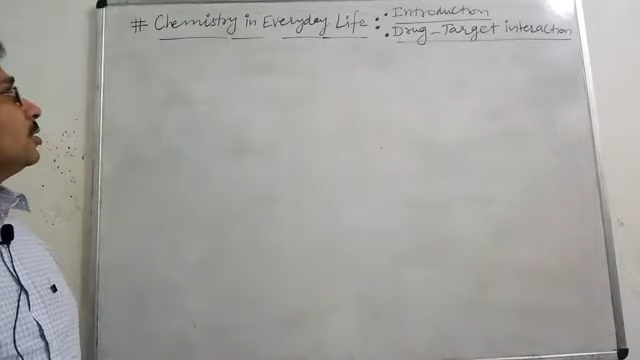 # Chemistry in Everyday Life : • Introduction
• Drug-Target interaction